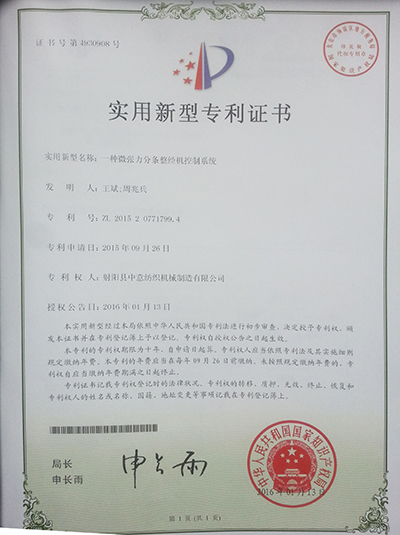 证书号第4930908号
实用新型专利证书
实用新型名称：一种微张力分条整经机控制系统
发明人：王斌;周兆兵
专利号：ZL 2015 2 0771799.4
专利申请日：2015年09月26日
专利权人：射阳县中意纺织机械制造有限公司
授权公告日：2016年01月13日
本实用新型经过本局依照中华人民共和国专利法进行初步审查，决定授予专利权，颁
发本证书并在专利登记簿上予以登记。专利权自授权公告之日起生效。
本专利的专利权期限为十年，自申请日起算。专利权人应当依照专利法及其实施细则
规定缴纳年费。本专利的年费应当在每年09月26日前缴纳。未按照规定缴纳年费的，专
利权自应当缴纳年费期满之日起终止。
专利证书记载专利权登记时的法律状况。专利权的转移、质押、无效、终止、恢复和
专利权人的姓名或名称、国籍、地址变更等事项记载在专利登记簿上。
局长
申长雨
申长雨
中华人民共和国国家知识产权局
2016年01月13日
第1页(共1页)